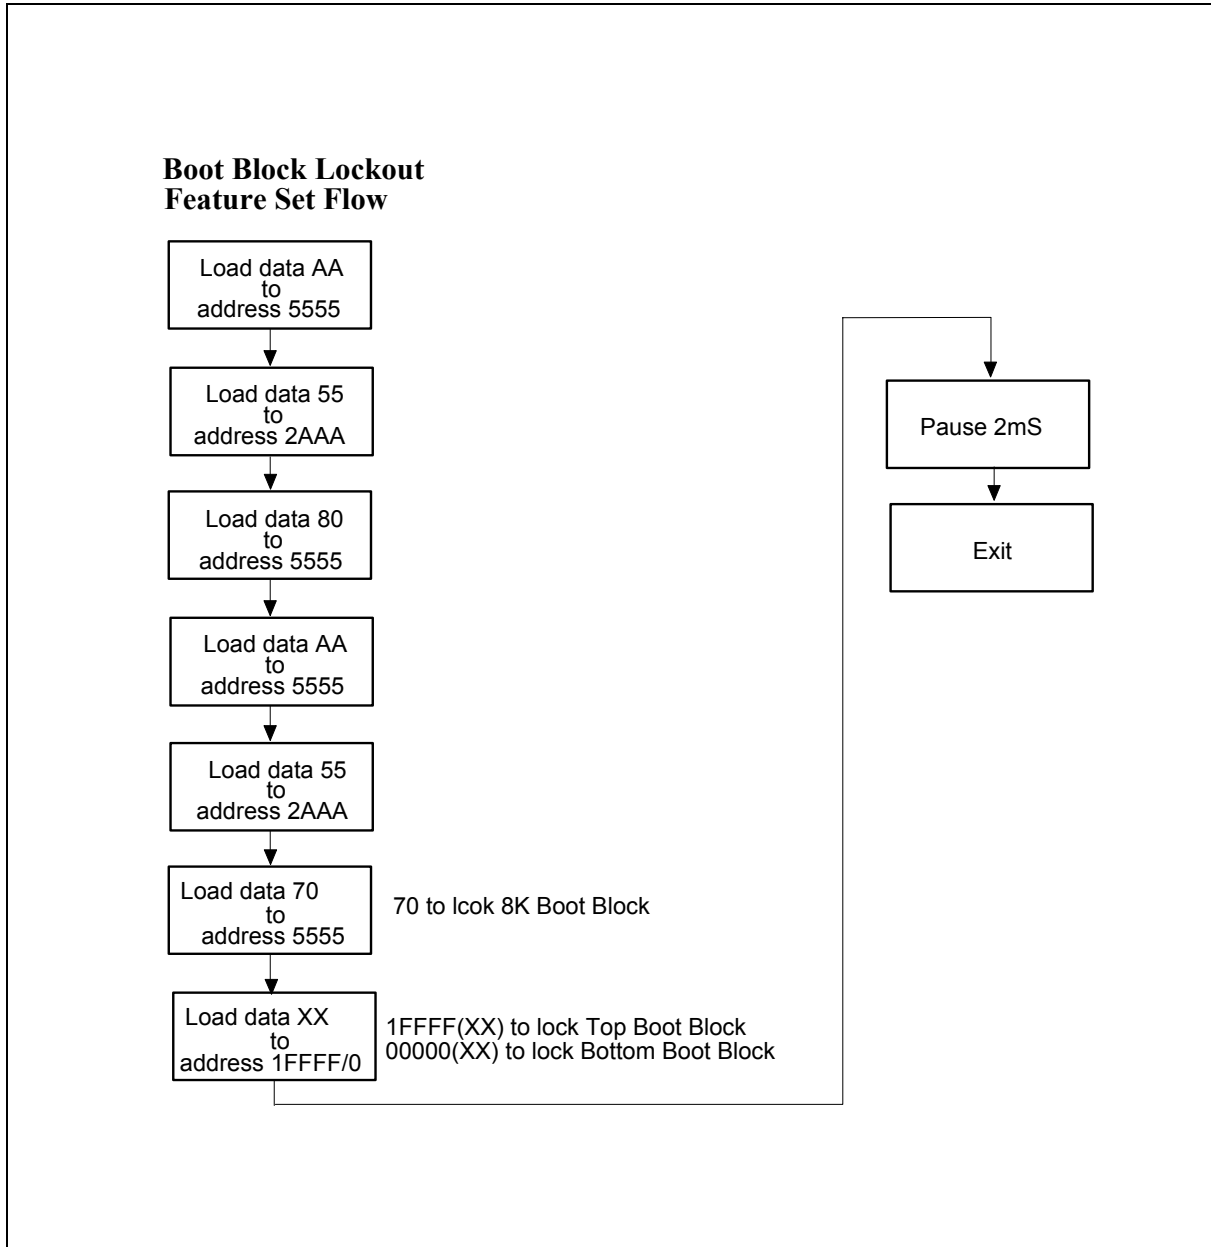 Boot Block Lockout
Feature Set Flow
Load data AA
to
address 5555
Load data 55
to
address 2AAA
Load data 80
to
address 5555
Load data AA
to
address 5555
Load data 55
to
address 2AAA
Load data 70
to
address 5555
70 to lcok 8K Boot Block
Load data XX
to
address 1FFFF/0
1FFFF(XX) to lock Top Boot Block
00000(XX) to lock Bottom Boot Block
Pause 2mS
Exit